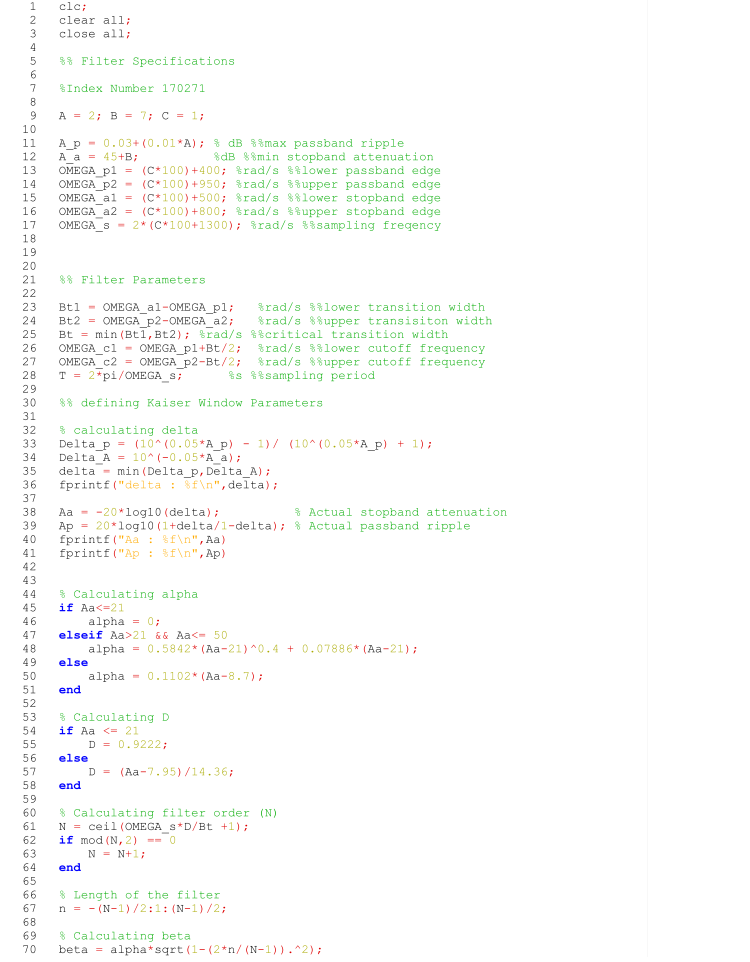 1 clc;
2 clear all;
3 close all;
4
5 %% Filter Specifications
6
7 %Index Number 170271
8
9 A = 2; B = 7; C = 1;
10
11 A_p = 0.03+(0.01*A); % dB %%max passband ripple
12 A_a = 45+B; %dB %%min stopband attenuation
13 OMEGA_p1 = (C*100)+400; %rad/s %%lower passband edge
14 OMEGA_p2 = (C*100)+950; %rad/s %%upper passband edge
15 OMEGA_a1 = (C*100)+500; %rad/s %%lower stopband edge
16 OMEGA_a2 = (C*100)+800; %rad/s %%upper stopband edge
17 OMEGA_s = 2*(C*100+1300); %rad/s %%sampling freqency
18
19
20
21 %% Filter Parameters
22
23 Bt1 = OMEGA_a1-OMEGA_p1; %rad/s %%lower transition width
24 Bt2 = OMEGA_p2-OMEGA_a2; %rad/s %%upper transisiton width
25 Bt = min(Bt1,Bt2); %rad/s %%critical transition width
26 OMEGA_c1 = OMEGA_p1+Bt/2; %rad/s %%lower cutoff frequency
27 OMEGA_c2 = OMEGA_p2-Bt/2; %rad/s %%upper cutoff frequency
28 T = 2*pi/OMEGA_s; %s %%sampling period
29
30 %% defining Kaiser Window Parameters
31
32 % calculating delta
33 Delta_p = (10^(0.05*A_p) - 1)/ (10^(0.05*A_p) + 1);
34 Delta_A = 10^(-0.05*A_a);
35 delta = min(Delta_p,Delta_A);
36 fprintf("delta : %f\n",delta);
37
38 Aa = -20*log10(delta); % Actual stopband attenuation
39 Ap = 20*log10(1+delta/1-delta); % Actual passband ripple
40 fprintf("Aa : %f\n",Aa)
41 fprintf("Ap : %f\n",Ap)
42
43
44 % Calculating alpha
45 if Aa<=21
46 alpha = 0;
47 elseif Aa>21 && Aa<= 50
48 alpha = 0.5842*(Aa-21)^0.4 + 0.07886*(Aa-21);
49 else
50 alpha = 0.1102*(Aa-8.7);
51 end
52
53 % Calculating D
54 if Aa <= 21
55 D = 0.9222;
56 else
57 D = (Aa-7.95)/14.36;
58 end
59
60 % Calculating filter order (N)
61 N = ceil(OMEGA_s*D/Bt +1);
62 if mod(N,2) == 0
63 N = N+1;
64 end
65
66 % Length of the filter
67 n = -(N-1)/2:1:(N-1)/2;
68
69 % Calculating beta
70 beta = alpha*sqrt(1-(2*n/(N-1)).^2);